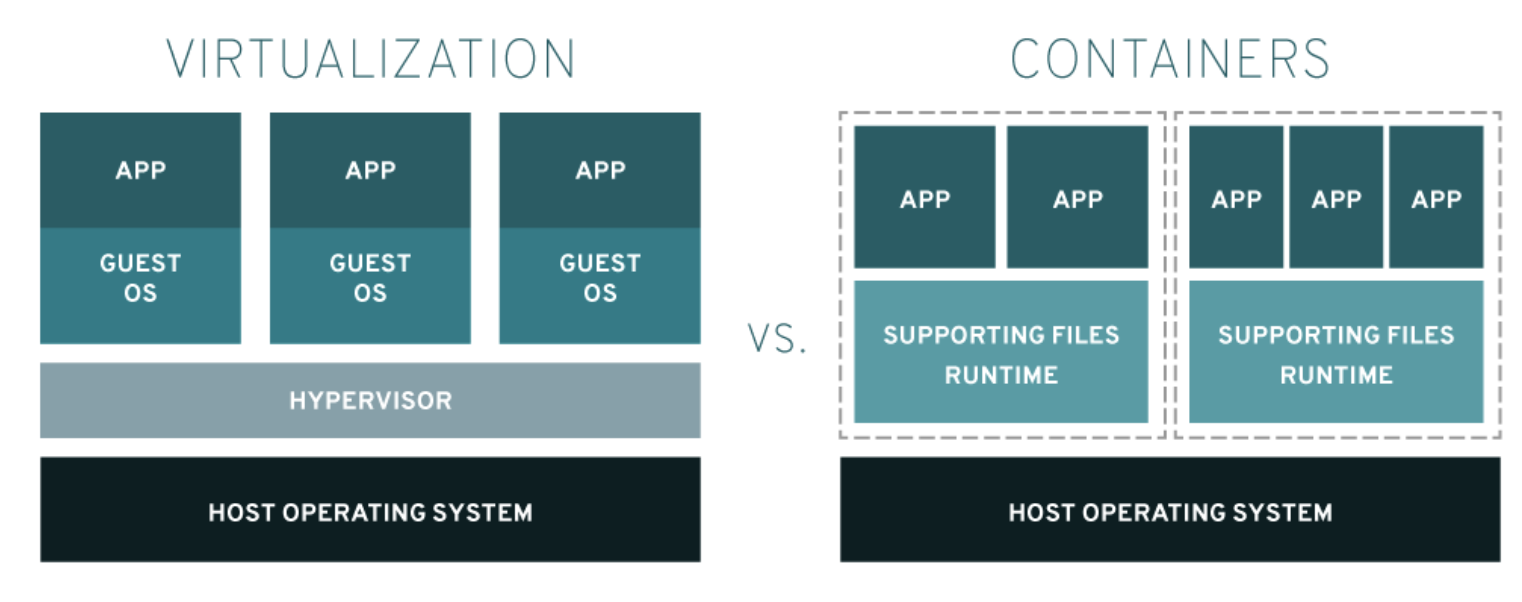 VIRTUALIZATION
APP
APP
APP
GUEST
OS
GUEST
OS
GUEST
OS
HYPERVISOR
HOST OPERATING SYSTEM
VS.
CONTAINERS
APP
APP
APP
APP
APP
SUPPORTING FILES
RUNTIME
SUPPORTING FILES
RUNTIME
HOST OPERATING SYSTEM